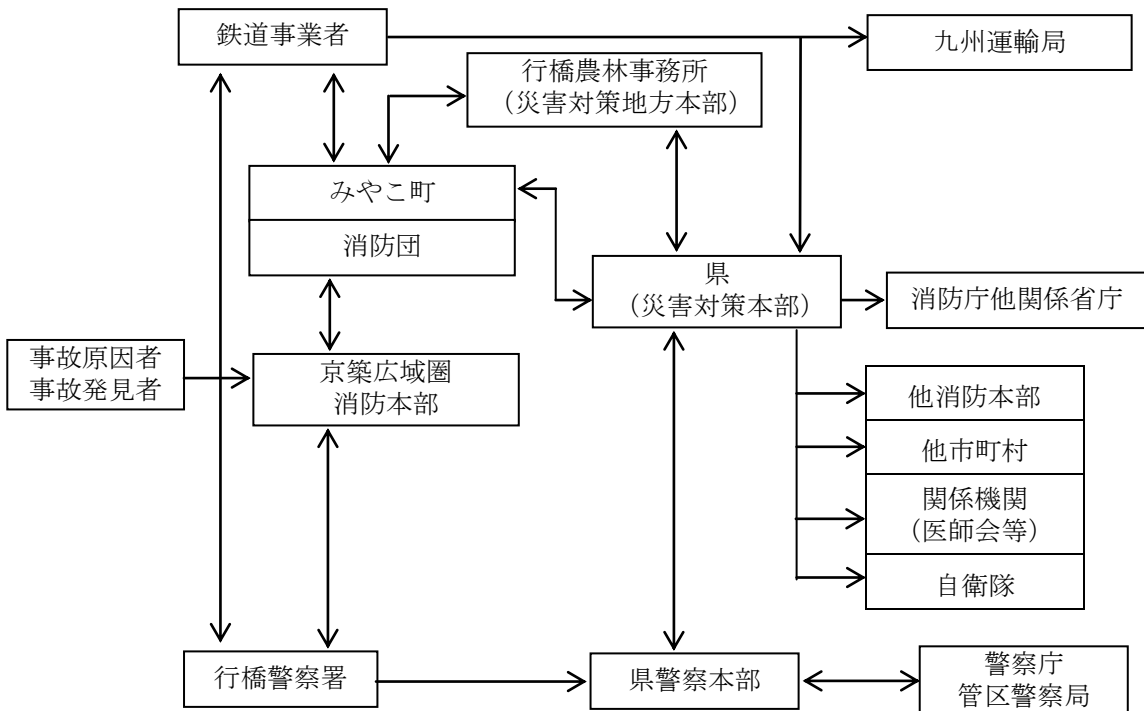 鉄道事業者
九州運輸局
行橋農林事務所
（災害対策地方本部）
みやこ町
消防団
県
（災害対策本部）
消防庁他関係省庁
事故原因者
事故発見者
京築広域圏
消防本部
他消防本部
他市町村
関係機関
（医師会等）
自衛隊
行橋警察署
県警察本部
警察庁
管区警察局